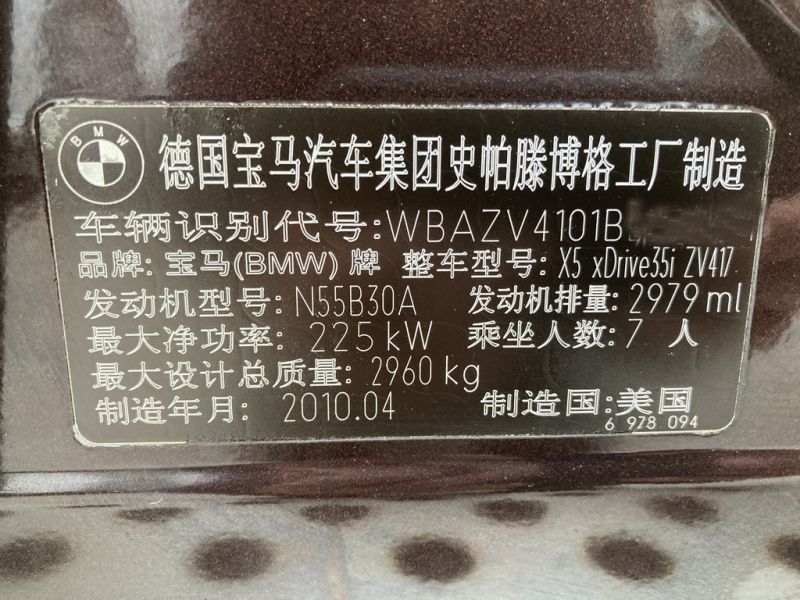 BMW
德国宝马汽车集团史帕滕博格工厂制造
车辆识别代号:WBAZV4101B
品牌: 宝马(BMW) 牌 整车型号: X5 xDrive35i ZV417
发动机型号: N55B30A 发动机排量: 2979 ml
最大净功率: 225 kW 乘坐人数: 7 人
最大设计总质量: 2960 kg
制造年月: 2010.04 制造国: 美国
6 978 094